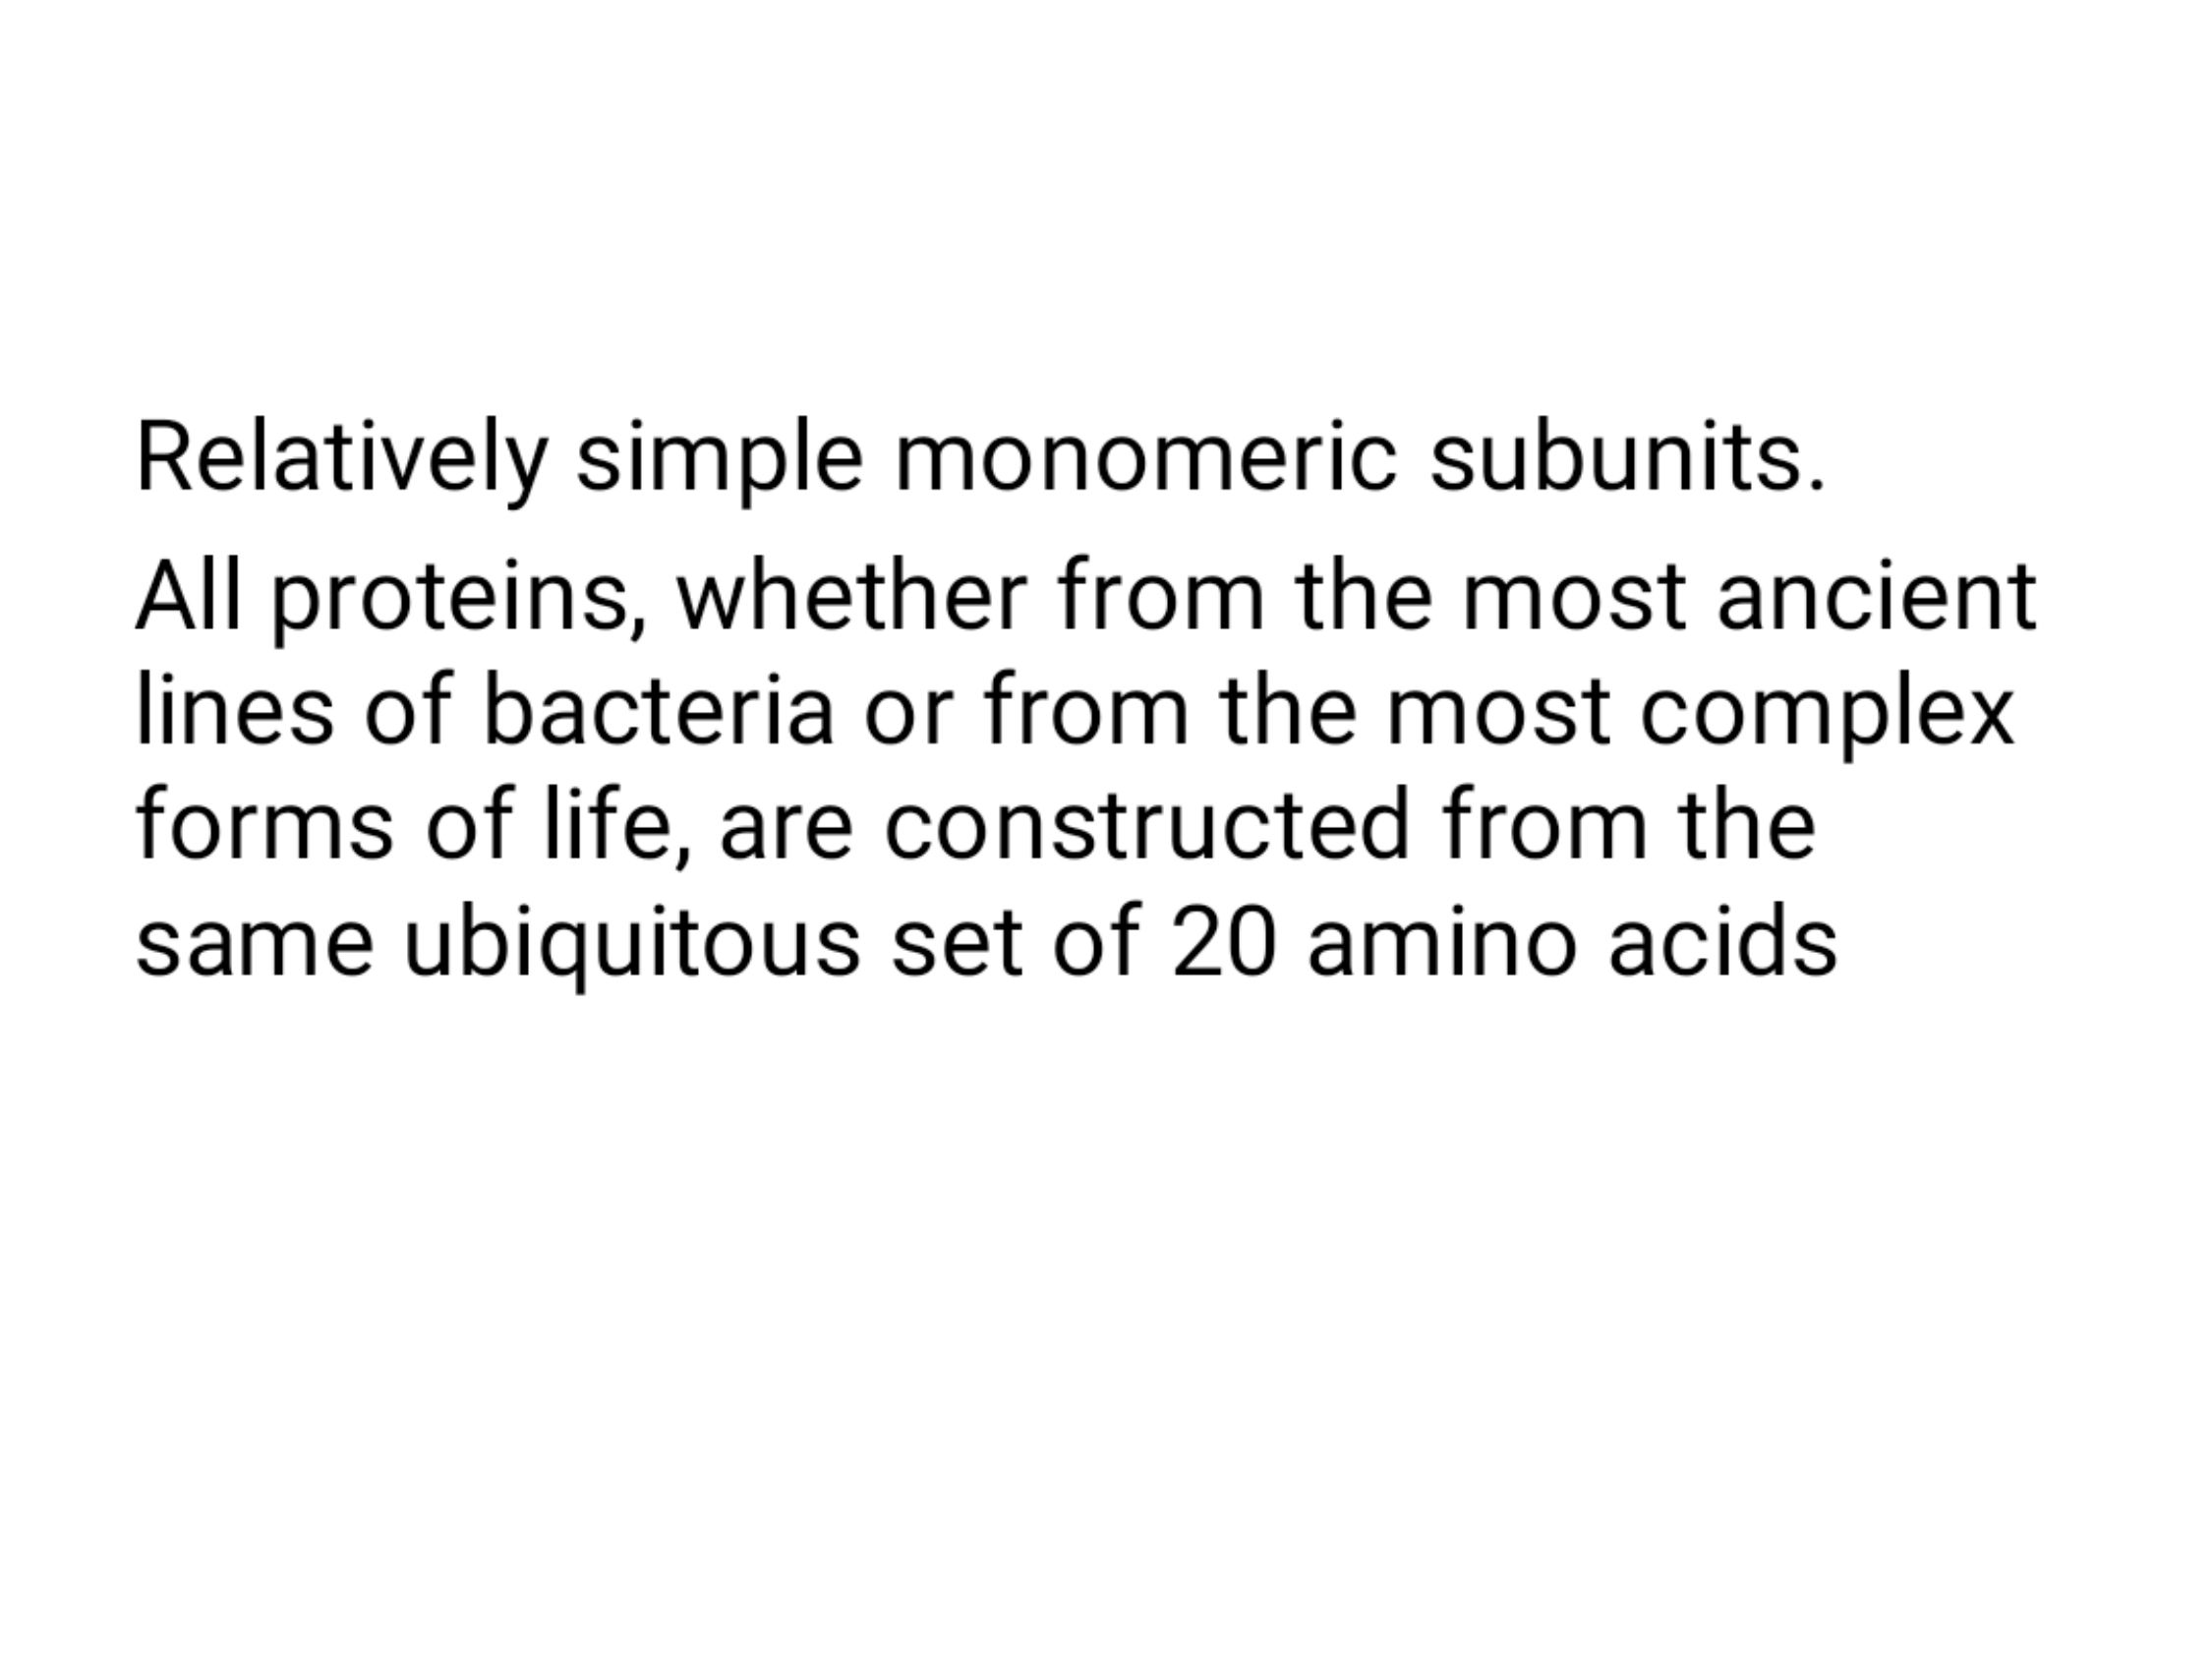 Relatively simple monomeric subunits.
All proteins, whether from the most ancient
lines of bacteria or from the most complex
forms of life, are constructed from the
same ubiquitous set of 20 amino acids